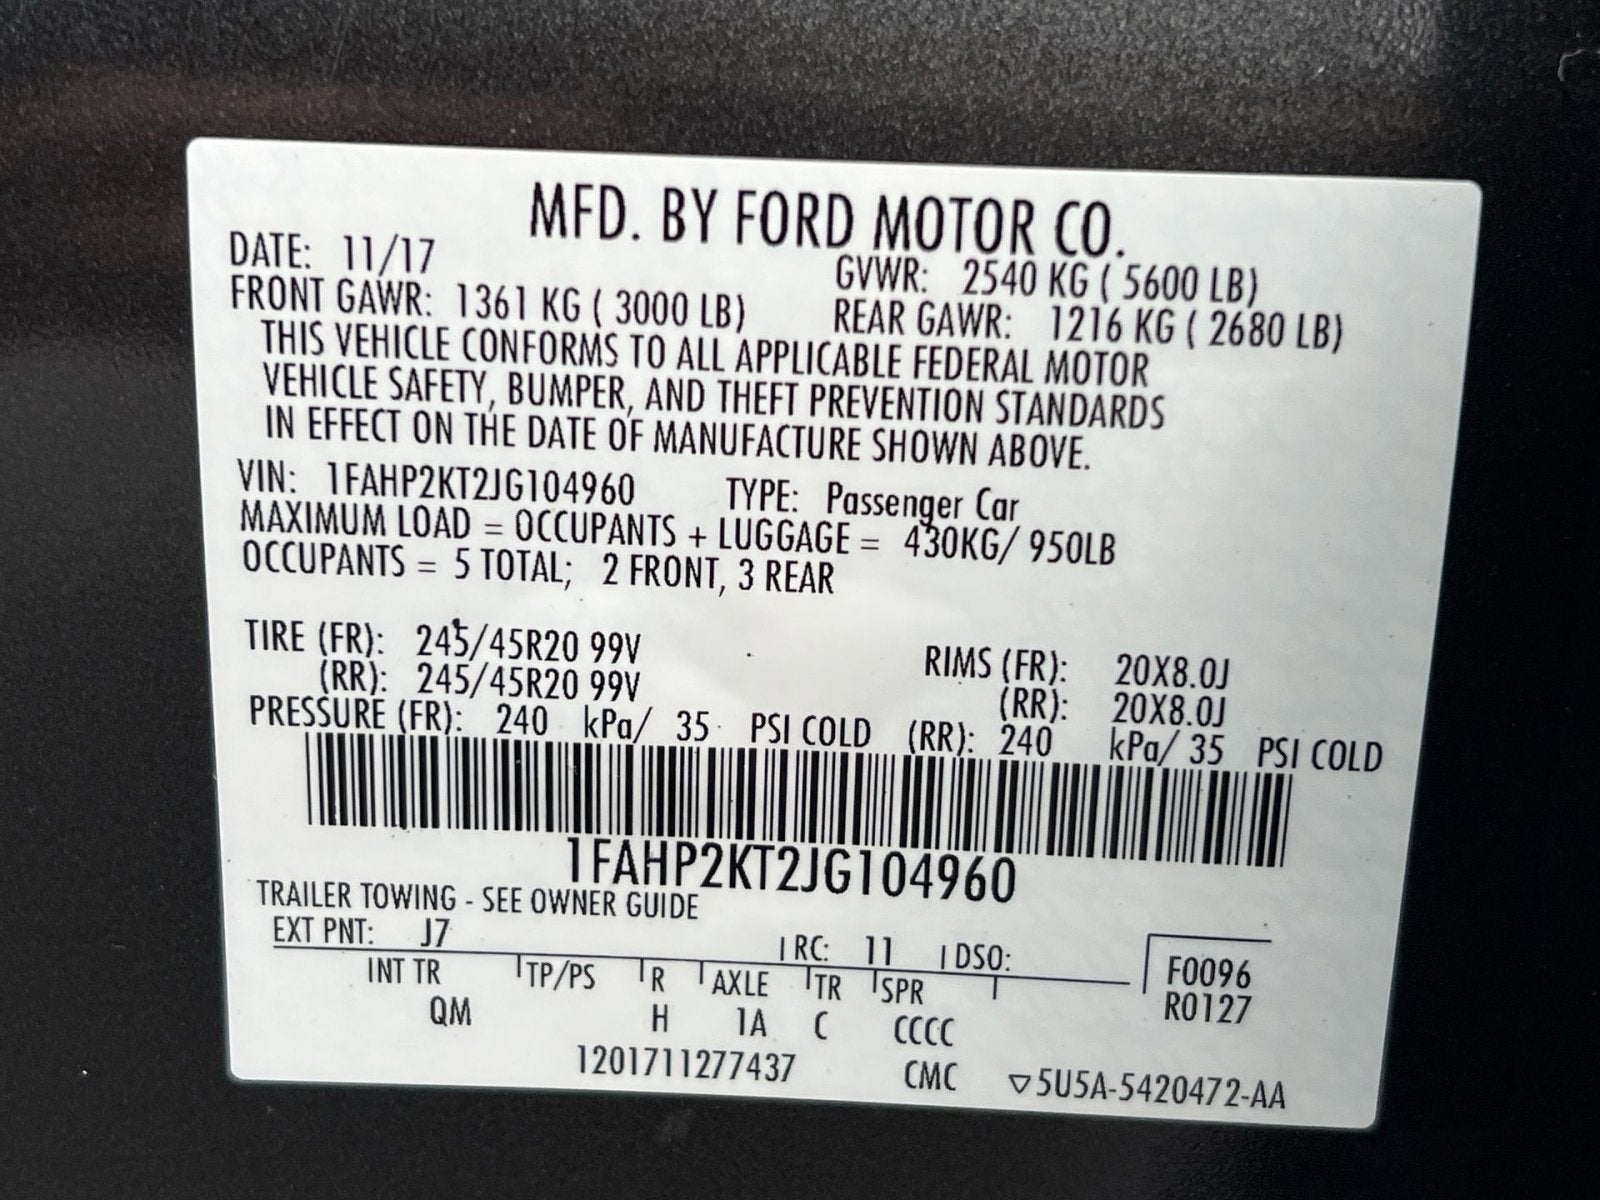 MFD. BY FORD MOTOR CO.
DATE: 11/17 GVWR: 2540 KG ( 5600 LB)
FRONT GAWR: 1361 KG ( 3000 LB) REAR GAWR: 1216 KG ( 2680 LB)
THIS VEHICLE CONFORMS TO ALL APPLICABLE FEDERAL MOTOR
VEHICLE SAFETY, BUMPER, AND THEFT PREVENTION STANDARDS
IN EFFECT ON THE DATE OF MANUFACTURE SHOWN ABOVE.
VIN: 1FAHP2KT2JG104960 TYPE: Passenger Car
MAXIMUM LOAD = OCCUPANTS + LUGGAGE = 430KG/ 950LB
OCCUPANTS = 5 TOTAL; 2 FRONT, 3 REAR
TIRE (FR): 245/45R20 99V RIMS (FR): 20X8.0J
(RR): 245/45R20 99V (RR): 20X8.0J
PRESSURE (FR): 240 kPa/ 35 PSI COLD (RR): 240 kPa/ 35 PSI COLD
1FAHP2KT2JG104960
TRAILER TOWING - SEE OWNER GUIDE
EXT PNT: J7 RC: 11 DSO: F0096
INT TR TP/PS R AXLE TR SPR R0127
QM H 1A C CCCC
1201711277437 CMC ▽5U5A-5420472-AA